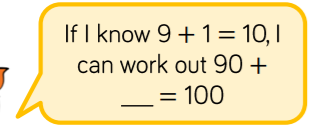 If I know 9 + 1 = 10, I
can work out 90 +
___ = 100